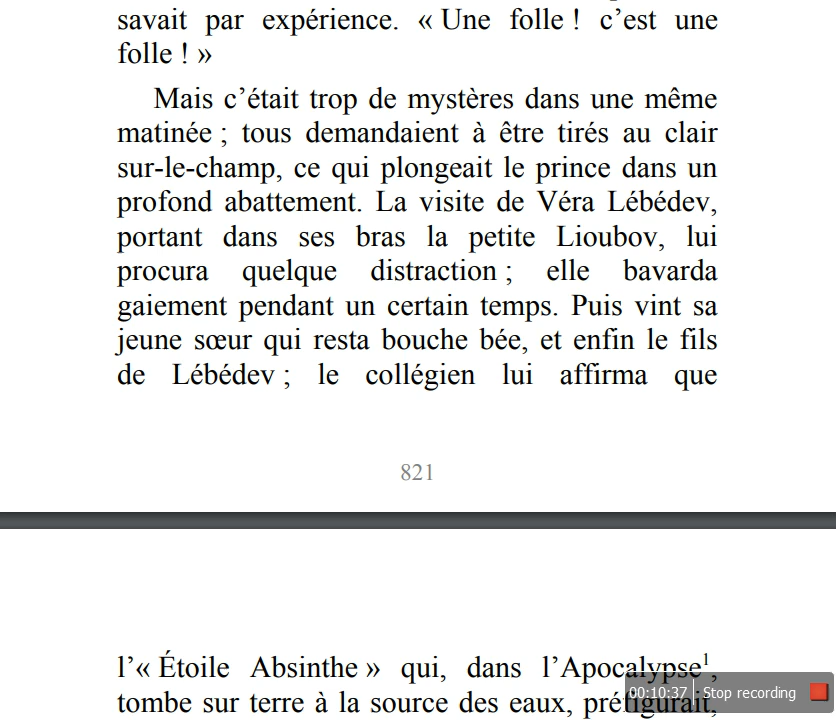 savait par expérience. « Une folle ! c’est une
folle ! »
Mais c’était trop de mystères dans une même
matinée ; tous demandaient à être tirés au clair
sur-le-champ, ce qui plongeait le prince dans un
profond abattement. La visite de Véra Lébédev,
portant dans ses bras la petite Lioubov, lui
procura quelque distraction ; elle bavarda
gaiement pendant un certain temps. Puis vint sa
jeune sœur qui resta bouche bée, et enfin le fils
de Lébédev ; le collégien lui affirma que
821
l’« Étoile Absinthe » qui, dans l’Apocalypse¹,
tombe sur terre à la source des eaux, préfigurait,
00:10:37 Stop recording